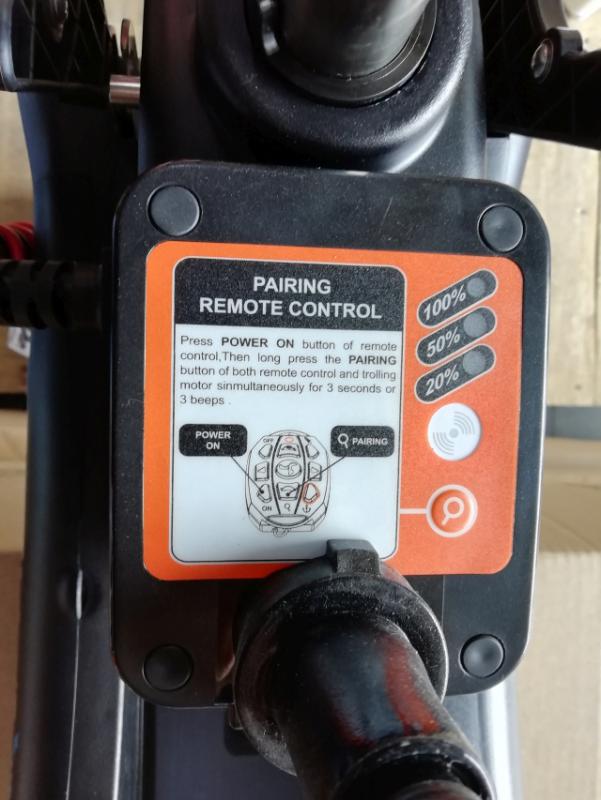 PAIRING
REMOTE CONTROL
Press POWER ON button of remote
control,Then long press the PAIRING
button of both remote control and trolling
motor sinmultaneously for 3 seconds or
3 beeps .
POWER
ON
OFF
PAIRING
ON
100%
50%
20%